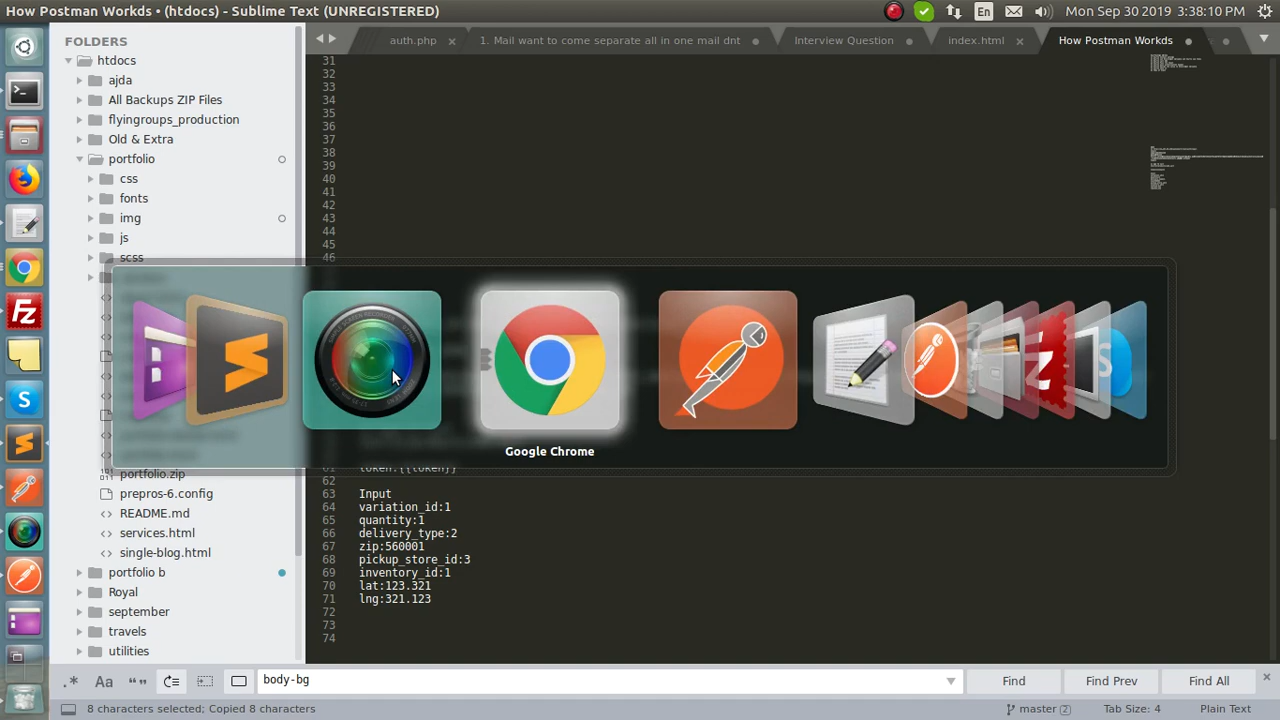 How Postman Workds • (htdocs) - Sublime Text (UNREGISTERED)
En
Mon Sep 30 2019 3:38:10 PM
FOLDERS
htdocs
ajda
All Backups ZIP Files
flyingroups_production
Old & Extra
portfolio
css
fonts
img
js
scss
portfolio.zip
prepros-6.config
README.md
services.html
single-blog.html
portfolio b
Royal
september
travels
utilities
auth.php
1. Mail want to come separate all in one mail dnt
Interview Question
index.html
How Postman Workds
31
32
33
34
35
36
37
38
39
40
41
42
43
44
45
46
Google Chrome
token:{{token}}
62
63 Input
64 variation_id:1
65 quantity:1
66 delivery_type:2
67 zip:560001
68 pickup_store_id:3
69 inventory_id:1
70 lat:123.321
71 lng:321.123
72
73
74
.* Aa “”
body-bg
Find
Find Prev
Find All
8 characters selected; Copied 8 characters
master 2
Tab Size: 4
Plain Text